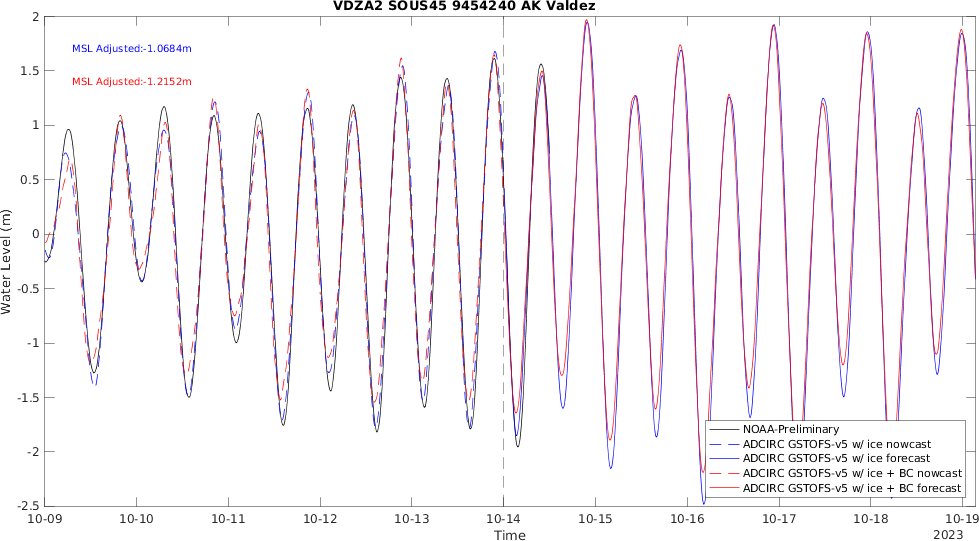 VDZA2 SOUS45 9454240 AK Valdez
MSL Adjusted:-1.0684m
MSL Adjusted:-1.2152m
2
1.5
1
0.5
0
-0.5
-1
-1.5
-2
-2.5
Water Level (m)
NOAA-Preliminary
ADCIRC GSTOFS-v5 w/ ice nowcast
ADCIRC GSTOFS-v5 w/ ice forecast
ADCIRC GSTOFS-v5 w/ ice + BC nowcast
ADCIRC GSTOFS-v5 w/ ice + BC forecast
10-09 10-10 10-11 10-12 10-13 10-14 10-15 10-16 10-17 10-18 10-19
Time
2023